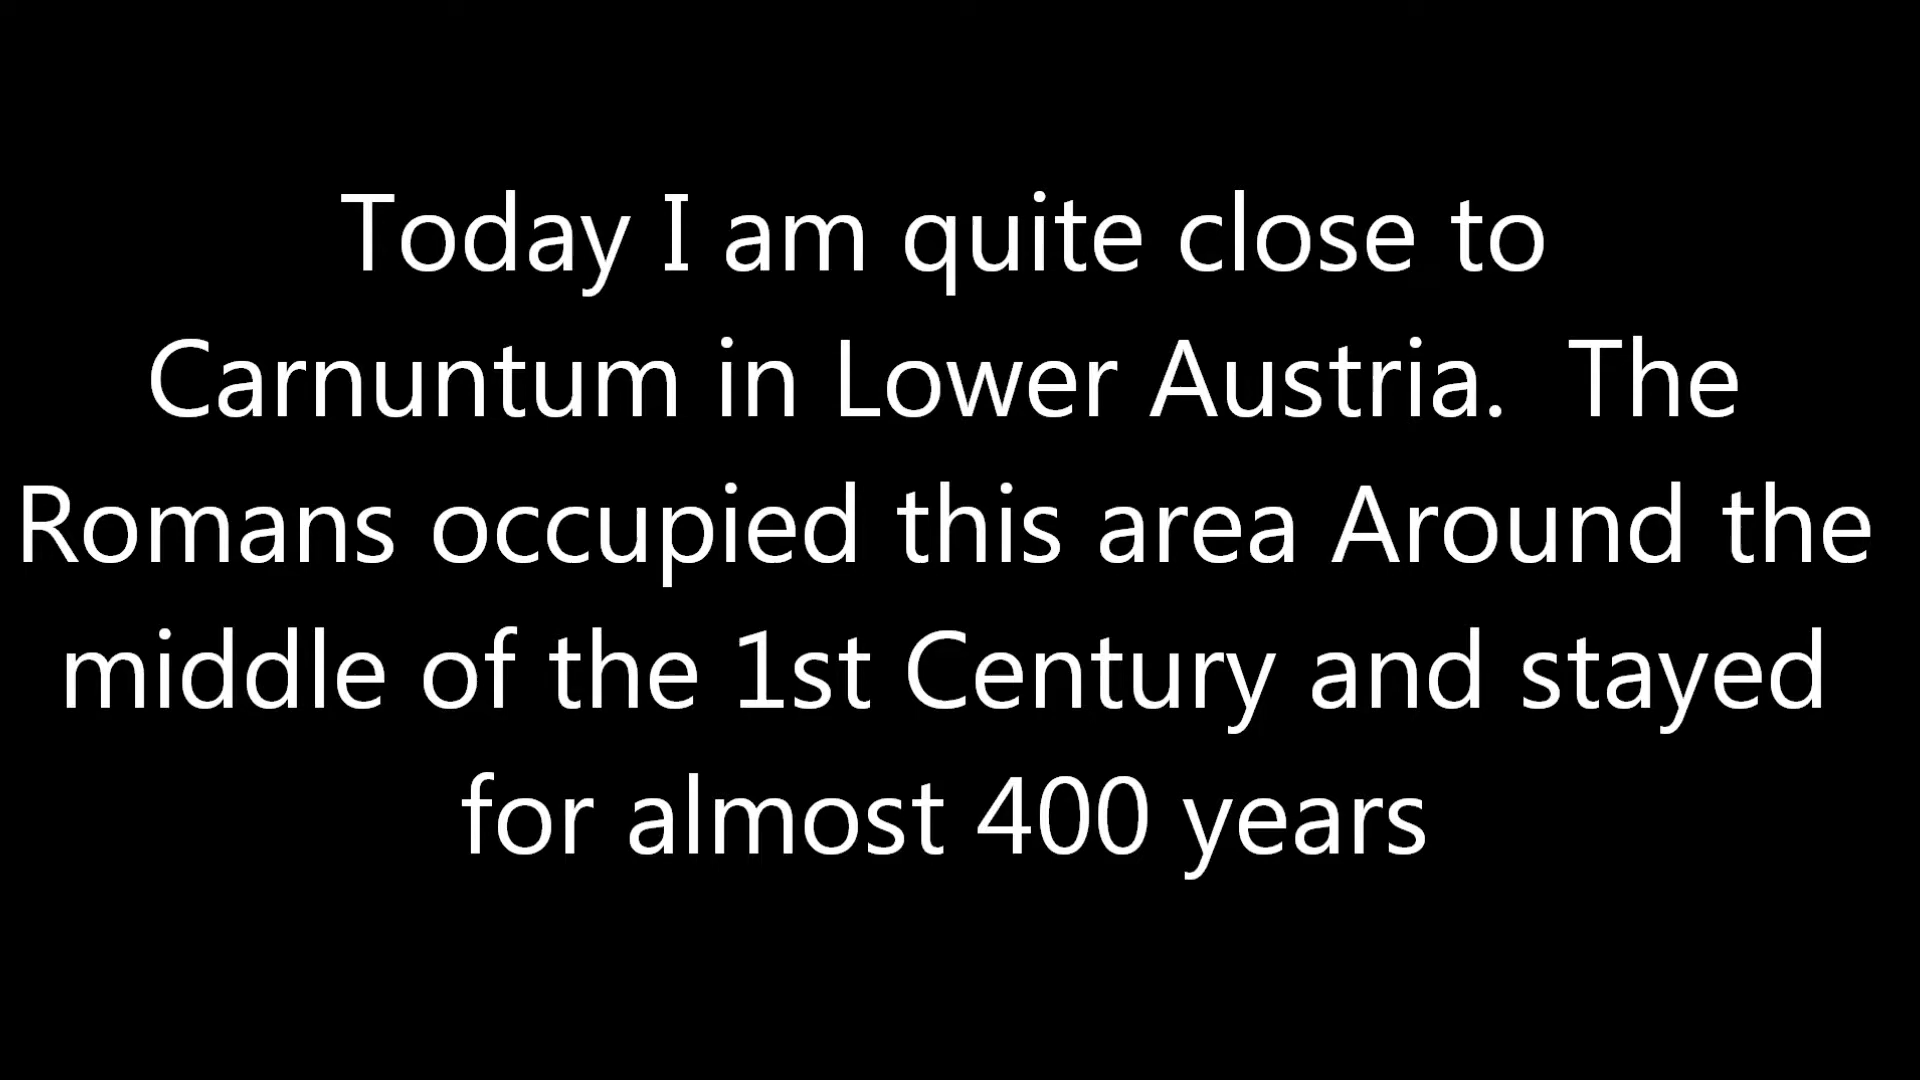 Today I am quite close to
Carnuntum in Lower Austria.  The
Romans occupied this area Around the
middle of the 1st Century and stayed
for almost 400 years